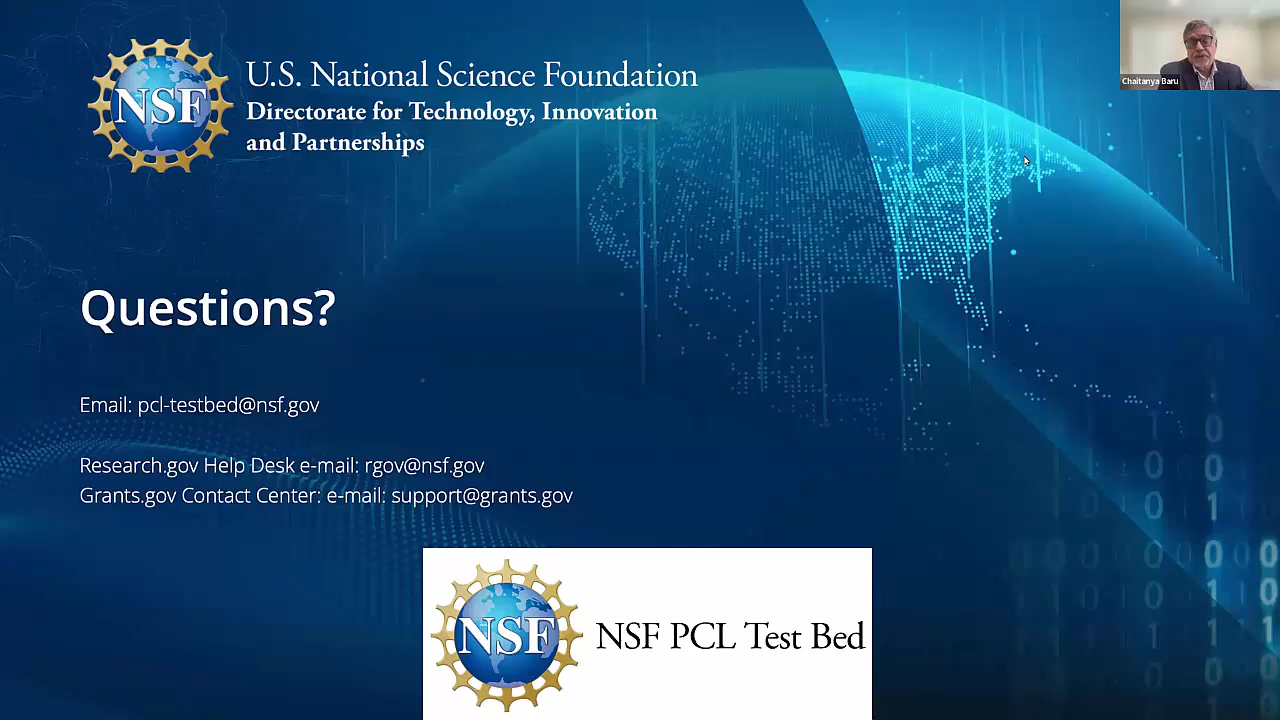 NSF
U.S. National Science Foundation
Directorate for Technology, Innovation
and Partnerships
Chaitanya Baru
Questions?
Email: pcl-testbed@nsf.gov
Research.gov Help Desk e-mail: rgov@nsf.gov
Grants.gov Contact Center: e-mail: support@grants.gov
NSF
NSF PCL Test Bed